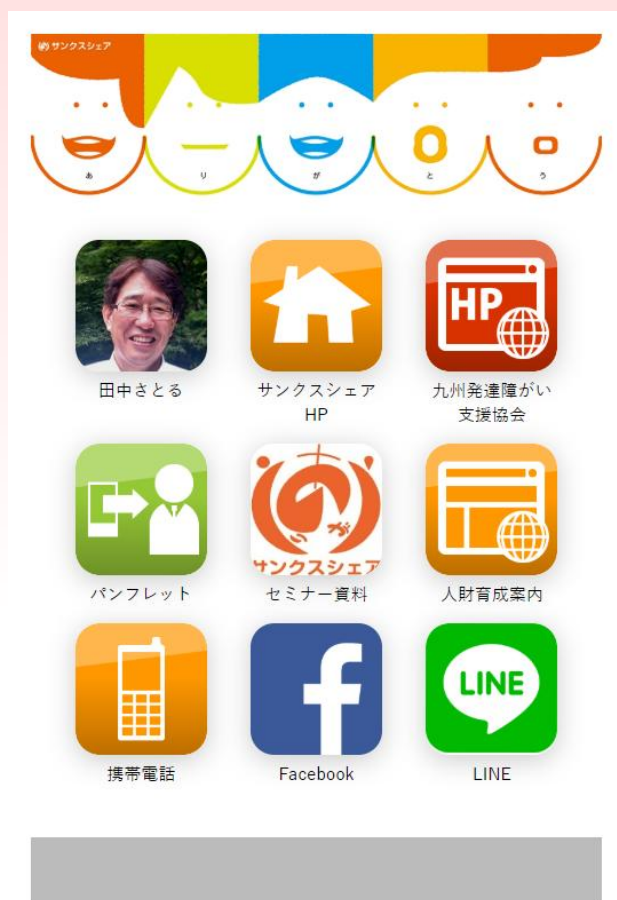 サンクスシェア
あ り が と う
HP
田中さとる
サンクスシェア
HP
九州発達障がい
支援協会
サンクスシェア
パンフレット
セミナー資料
人財育成案内
LINE
携帯電話
Facebook
LINE